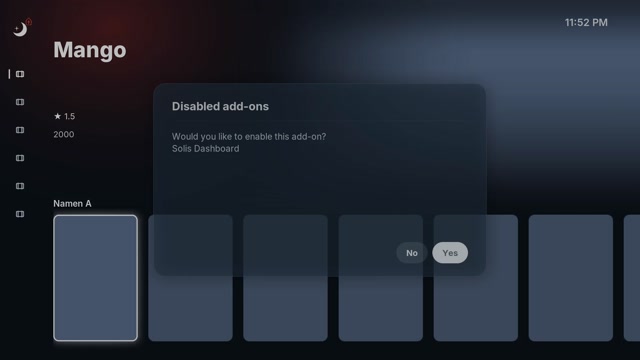 11:52 PM
Mango
Disabled add-ons
★ 1.5
Would you like to enable this add-on?
2000
Solis Dashboard
Namen A
No
Yes